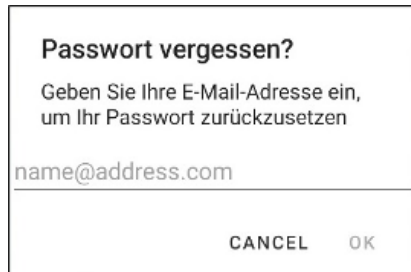 Passwort vergessen?
Geben Sie Ihre E-Mail-Adresse ein,
um Ihr Passwort zurückzusetzen
name@address.com
CANCEL OK